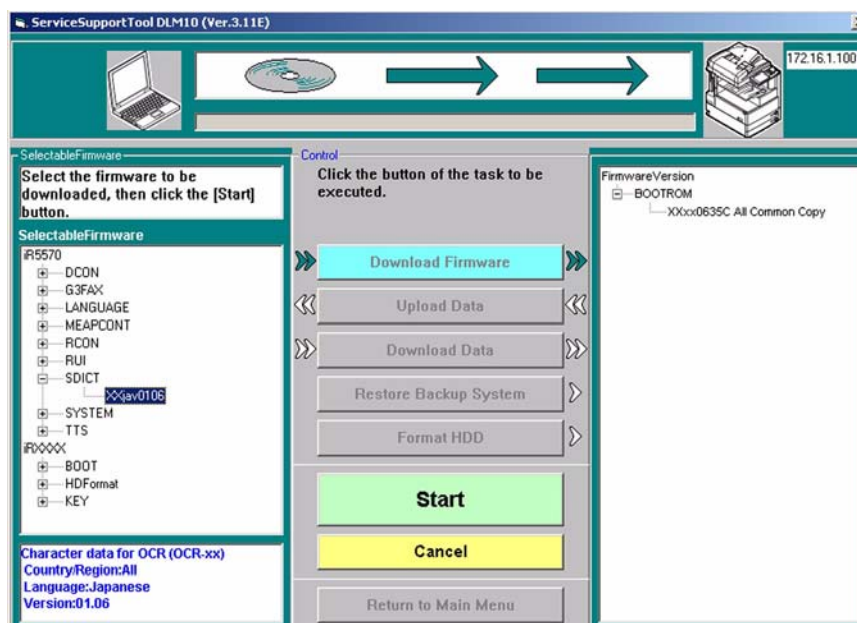 ServiceSupportTool DLM10 (Ver.3.11E)
172.16.1.100
SelectableFirmware
Select the firmware to be
downloaded, then click the [Start]
button.
SelectableFirmware
iR5570
DCON
G3FAX
LANGUAGE
MEAPCONT
RCON
RUI
SDICT
XXjav0106
SYSTEM
TTS
iRXXXX
BOOT
HDFormat
KEY
Character data for OCR (OCR-xx)
Country/Region:All
Language:Japanese
Version:01.06
Control
Click the button of the task to be
executed.
Download Firmware
Upload Data
Download Data
Restore Backup System
Format HDD
Start
Cancel
Return to Main Menu
FirmwareVersion
BOOTROM
XXxx0635C All Common Copy